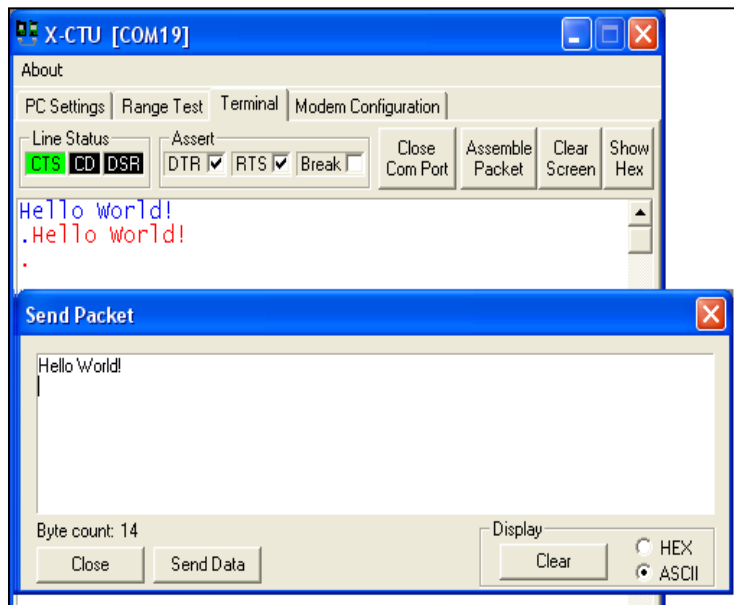 X-CTU [COM19]
About
PC Settings Range Test Terminal Modem Configuration
Line Status Assert
CTS CD DSR DTR RTS Break
Close Com Port
Assemble Packet
Clear Screen
Show Hex
Hello World!
.Hello World!
.
Send Packet
Hello World!
Byte count: 14
Close Send Data
Display
Clear
HEX
ASCII